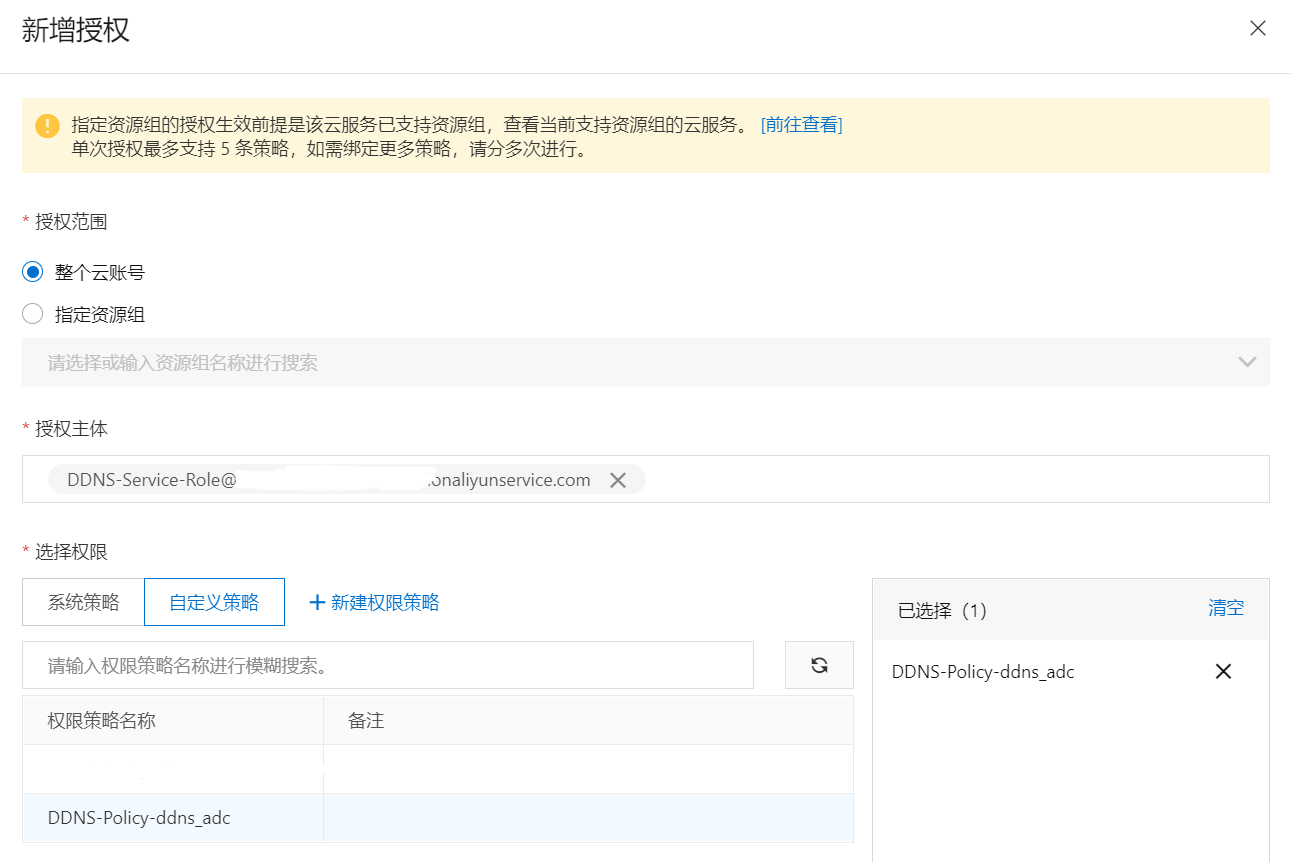 新增授权
指定资源组的授权生效前提是该云服务已支持资源组，查看当前支持资源组的云服务。 [前往查看]
单次授权最多支持 5 条策略，如需绑定更多策略，请分多次进行。
* 授权范围
整个云账号
指定资源组
请选择或输入资源组名称进行搜索
* 授权主体
DDNS-Service-Role@ .onaliyunservice.com
* 选择权限
系统策略 自定义策略 + 新建权限策略
已选择（1） 清空
请输入权限策略名称进行模糊搜索。
DDNS-Policy-ddns_adc
权限策略名称 备注
DDNS-Policy-ddns_adc